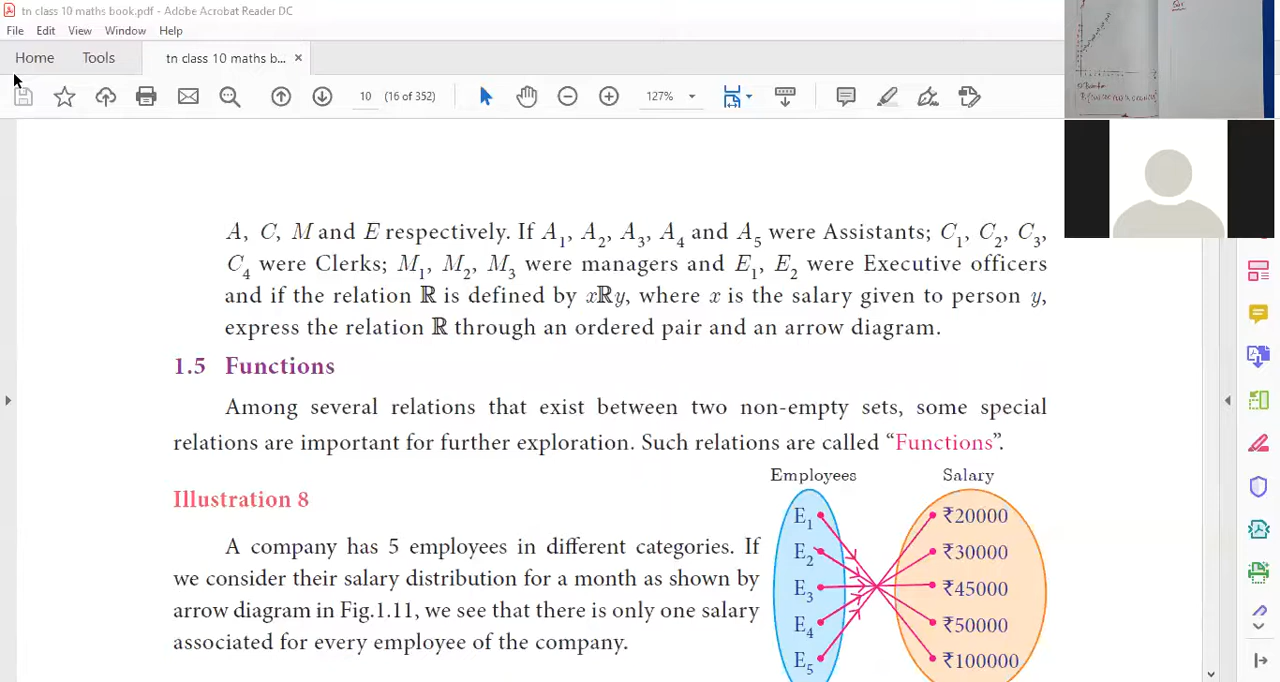 tn class 10 maths book.pdf - Adobe Acrobat Reader DC
File Edit View Window Help
Home Tools tn class 10 maths b... ×
10 (16 of 352) 127%
A, C, M and E respectively. If A₁, A₂, A₃, A₄ and A₅ were Assistants; C₁, C₂, C₃,
C₄ were Clerks; M₁, M₂, M₃ were managers and E₁, E₂ were Executive officers
and if the relation ℝ is defined by xℝy, where x is the salary given to person y,
express the relation ℝ through an ordered pair and an arrow diagram.
1.5 Functions
Among several relations that exist between two non-empty sets, some special
relations are important for further exploration. Such relations are called “Functions”.
Illustration 8
A company has 5 employees in different categories. If
we consider their salary distribution for a month as shown by
arrow diagram in Fig.1.11, we see that there is only one salary
associated for every employee of the company.
Employees Salary
E₁ ₹20000
E₂ ₹30000
E₃ ₹45000
E₄ ₹50000
E₅ ₹100000